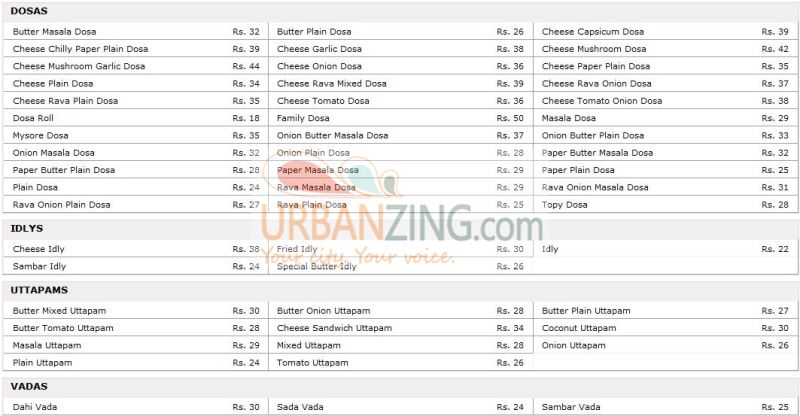 DOSAS
Butter Masala Dosa Rs. 32 Butter Plain Dosa Rs. 26 Cheese Capsicum Dosa Rs. 39
Cheese Chilly Paper Plain Dosa Rs. 39 Cheese Garlic Dosa Rs. 38 Cheese Mushroom Dosa Rs. 42
Cheese Mushroom Garlic Dosa Rs. 44 Cheese Onion Dosa Rs. 36 Cheese Paper Plain Dosa Rs. 35
Cheese Plain Dosa Rs. 34 Cheese Rava Mixed Dosa Rs. 39 Cheese Rava Onion Dosa Rs. 37
Cheese Rava Plain Dosa Rs. 35 Cheese Tomato Dosa Rs. 36 Cheese Tomato Onion Dosa Rs. 38
Dosa Roll Rs. 18 Family Dosa Rs. 50 Masala Dosa Rs. 29
Mysore Dosa Rs. 35 Onion Butter Masala Dosa Rs. 37 Onion Butter Plain Dosa Rs. 33
Onion Masala Dosa Rs. 32 Onion Plain Dosa Rs. 28 Paper Butter Masala Dosa Rs. 32
Paper Butter Plain Dosa Rs. 28 Paper Masala Dosa Rs. 29 Paper Plain Dosa Rs. 25
Plain Dosa Rs. 24 Rava Masala Dosa Rs. 29 Rava Onion Masala Dosa Rs. 31
Rava Onion Plain Dosa Rs. 27 Rava Plain Dosa Rs. 25 Topy Dosa Rs. 28
URBANZING.com
Your city. Your voice.
IDLYS
Cheese Idly Rs. 38 Fried Idly Rs. 30 Idly Rs. 22
Sambar Idly Rs. 24 Special Butter Idly Rs. 26
UTTAPAMS
Butter Mixed Uttapam Rs. 30 Butter Onion Uttapam Rs. 28 Butter Plain Uttapam Rs. 27
Butter Tomato Uttapam Rs. 28 Cheese Sandwich Uttapam Rs. 34 Coconut Uttapam Rs. 30
Masala Uttapam Rs. 29 Mixed Uttapam Rs. 28 Onion Uttapam Rs. 26
Plain Uttapam Rs. 24 Tomato Uttapam Rs. 26
VADAS
Dahi Vada Rs. 30 Sada Vada Rs. 24 Sambar Vada Rs. 25